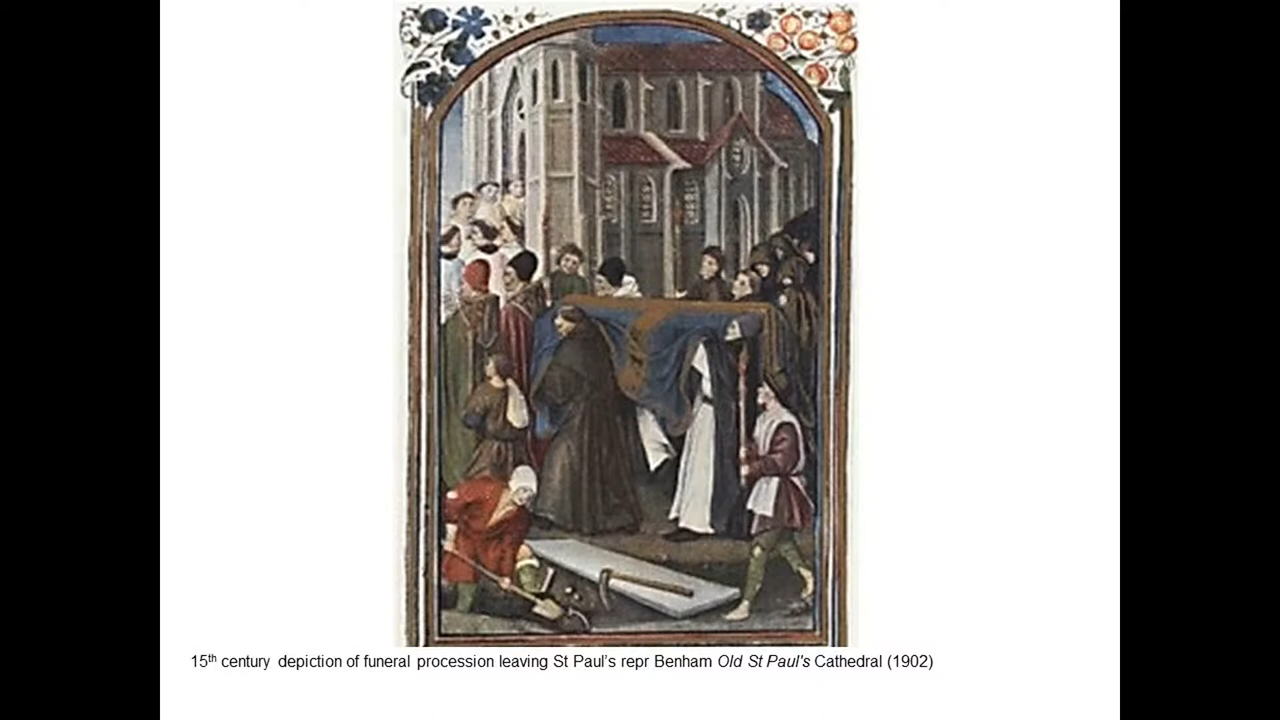 15th century depiction of funeral procession leaving St Paul’s repr Benham Old St Paul's Cathedral (1902)